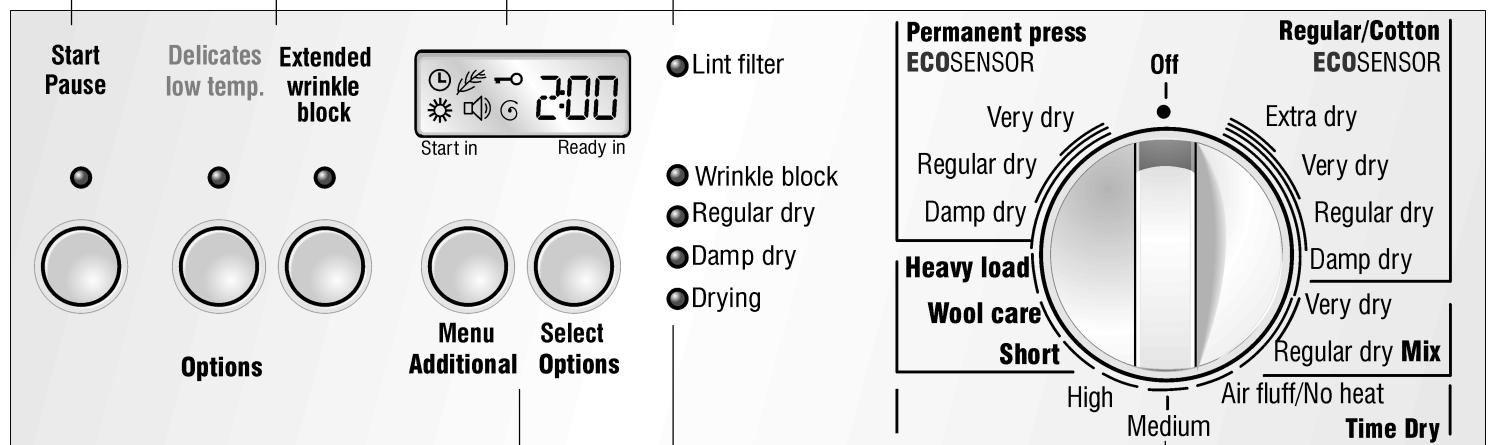 Start
Pause
Delicates
low temp.
Extended
wrinkle
block
2:00
Start in
Ready in
Options
Menu
Additional
Select
Options
Lint filter
Wrinkle block
Regular dry
Damp dry
Drying
Permanent press
ECOSENSOR
Very dry
Regular dry
Damp dry
Heavy load
Wool care
Short
Off
Regular/Cotton
ECOSENSOR
Extra dry
Very dry
Regular dry
Damp dry
Very dry
Regular dry Mix
High
Medium
Air fluff/No heat
Time Dry